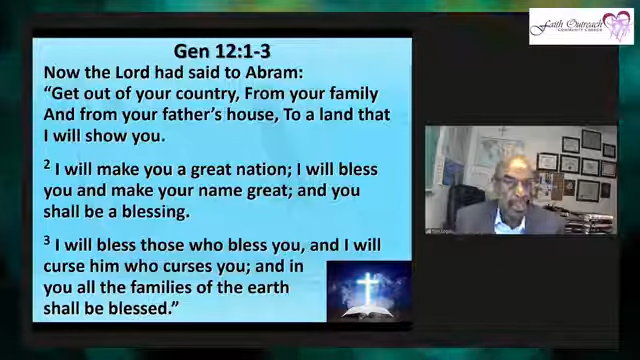 Faith Outreach
COMMUNITY CHURCH
Gen 12:1-3
Now the Lord had said to Abram:
“Get out of your country, From your family
And from your father’s house, To a land that
I will show you.
2 I will make you a great nation; I will bless
you and make your name great; and you
shall be a blessing.
3 I will bless those who bless you, and I will
curse him who curses you; and in
you all the families of the earth
shall be blessed.”